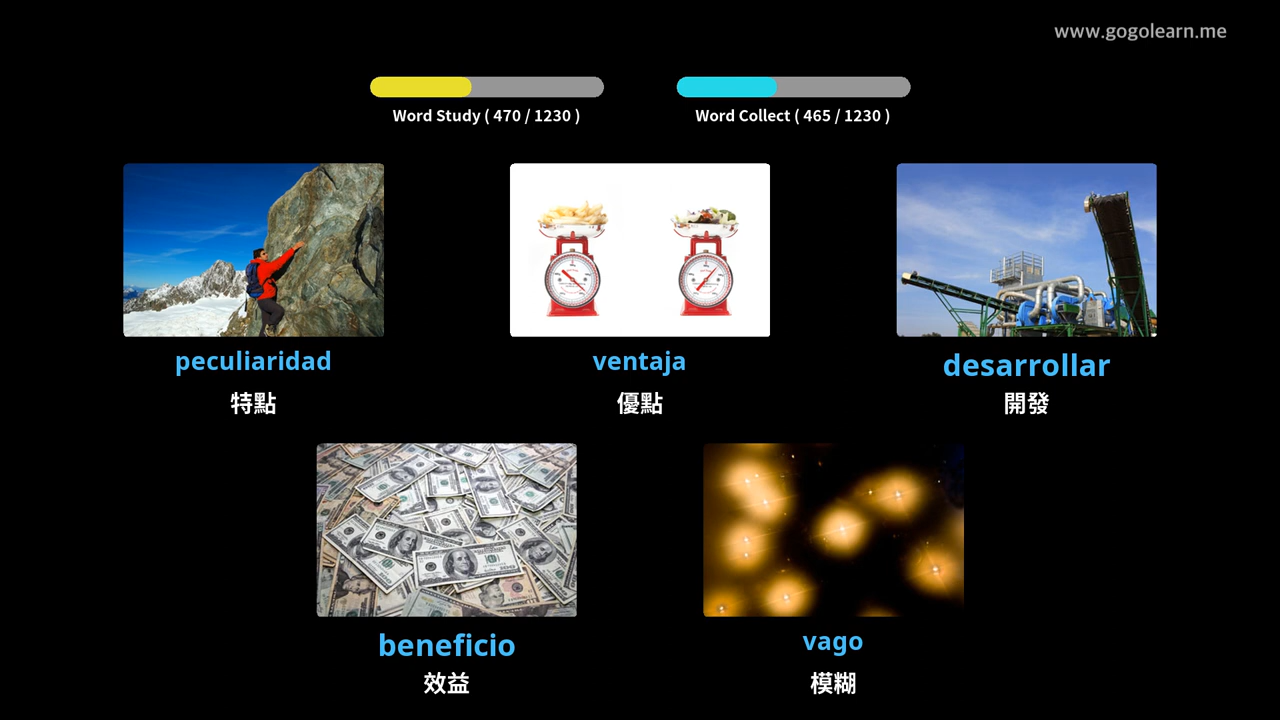 www.gogolearn.me
Word Study ( 470 / 1230 )
Word Collect ( 465 / 1230 )
peculiaridad
特點
ventaja
優點
desarrollar
開發
beneficio
效益
vago
模糊